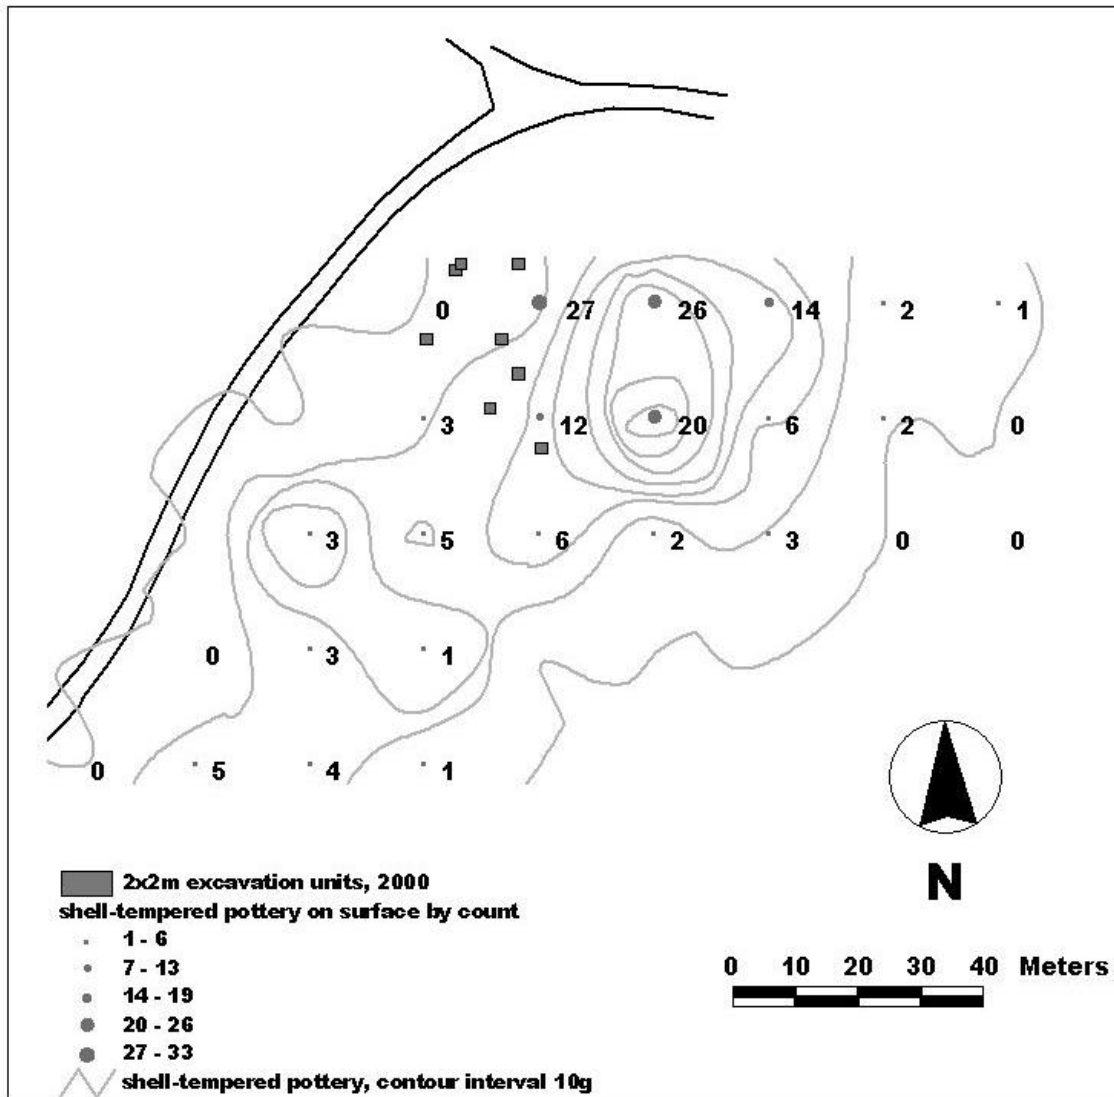 0 27 26 14 2 1
3 12 20 6 2 0
3 5 6 2 3 0 0
0 3 1
0 5 4 1
N
2x2m excavation units, 2000
shell-tempered pottery on surface by count
1 - 6
7 - 13
14 - 19
20 - 26
27 - 33
shell-tempered pottery, contour interval 10g
0 10 20 30 40 Meters